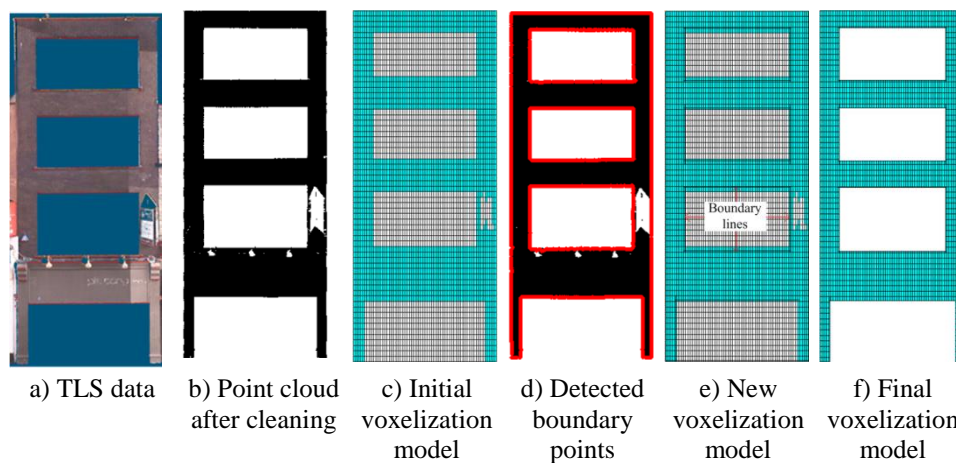 Boundary
lines
a) TLS data
b) Point cloud
after cleaning
c) Initial
voxelization
model
d) Detected
boundary
points
e) New
voxelization
model
f) Final
voxelization
model